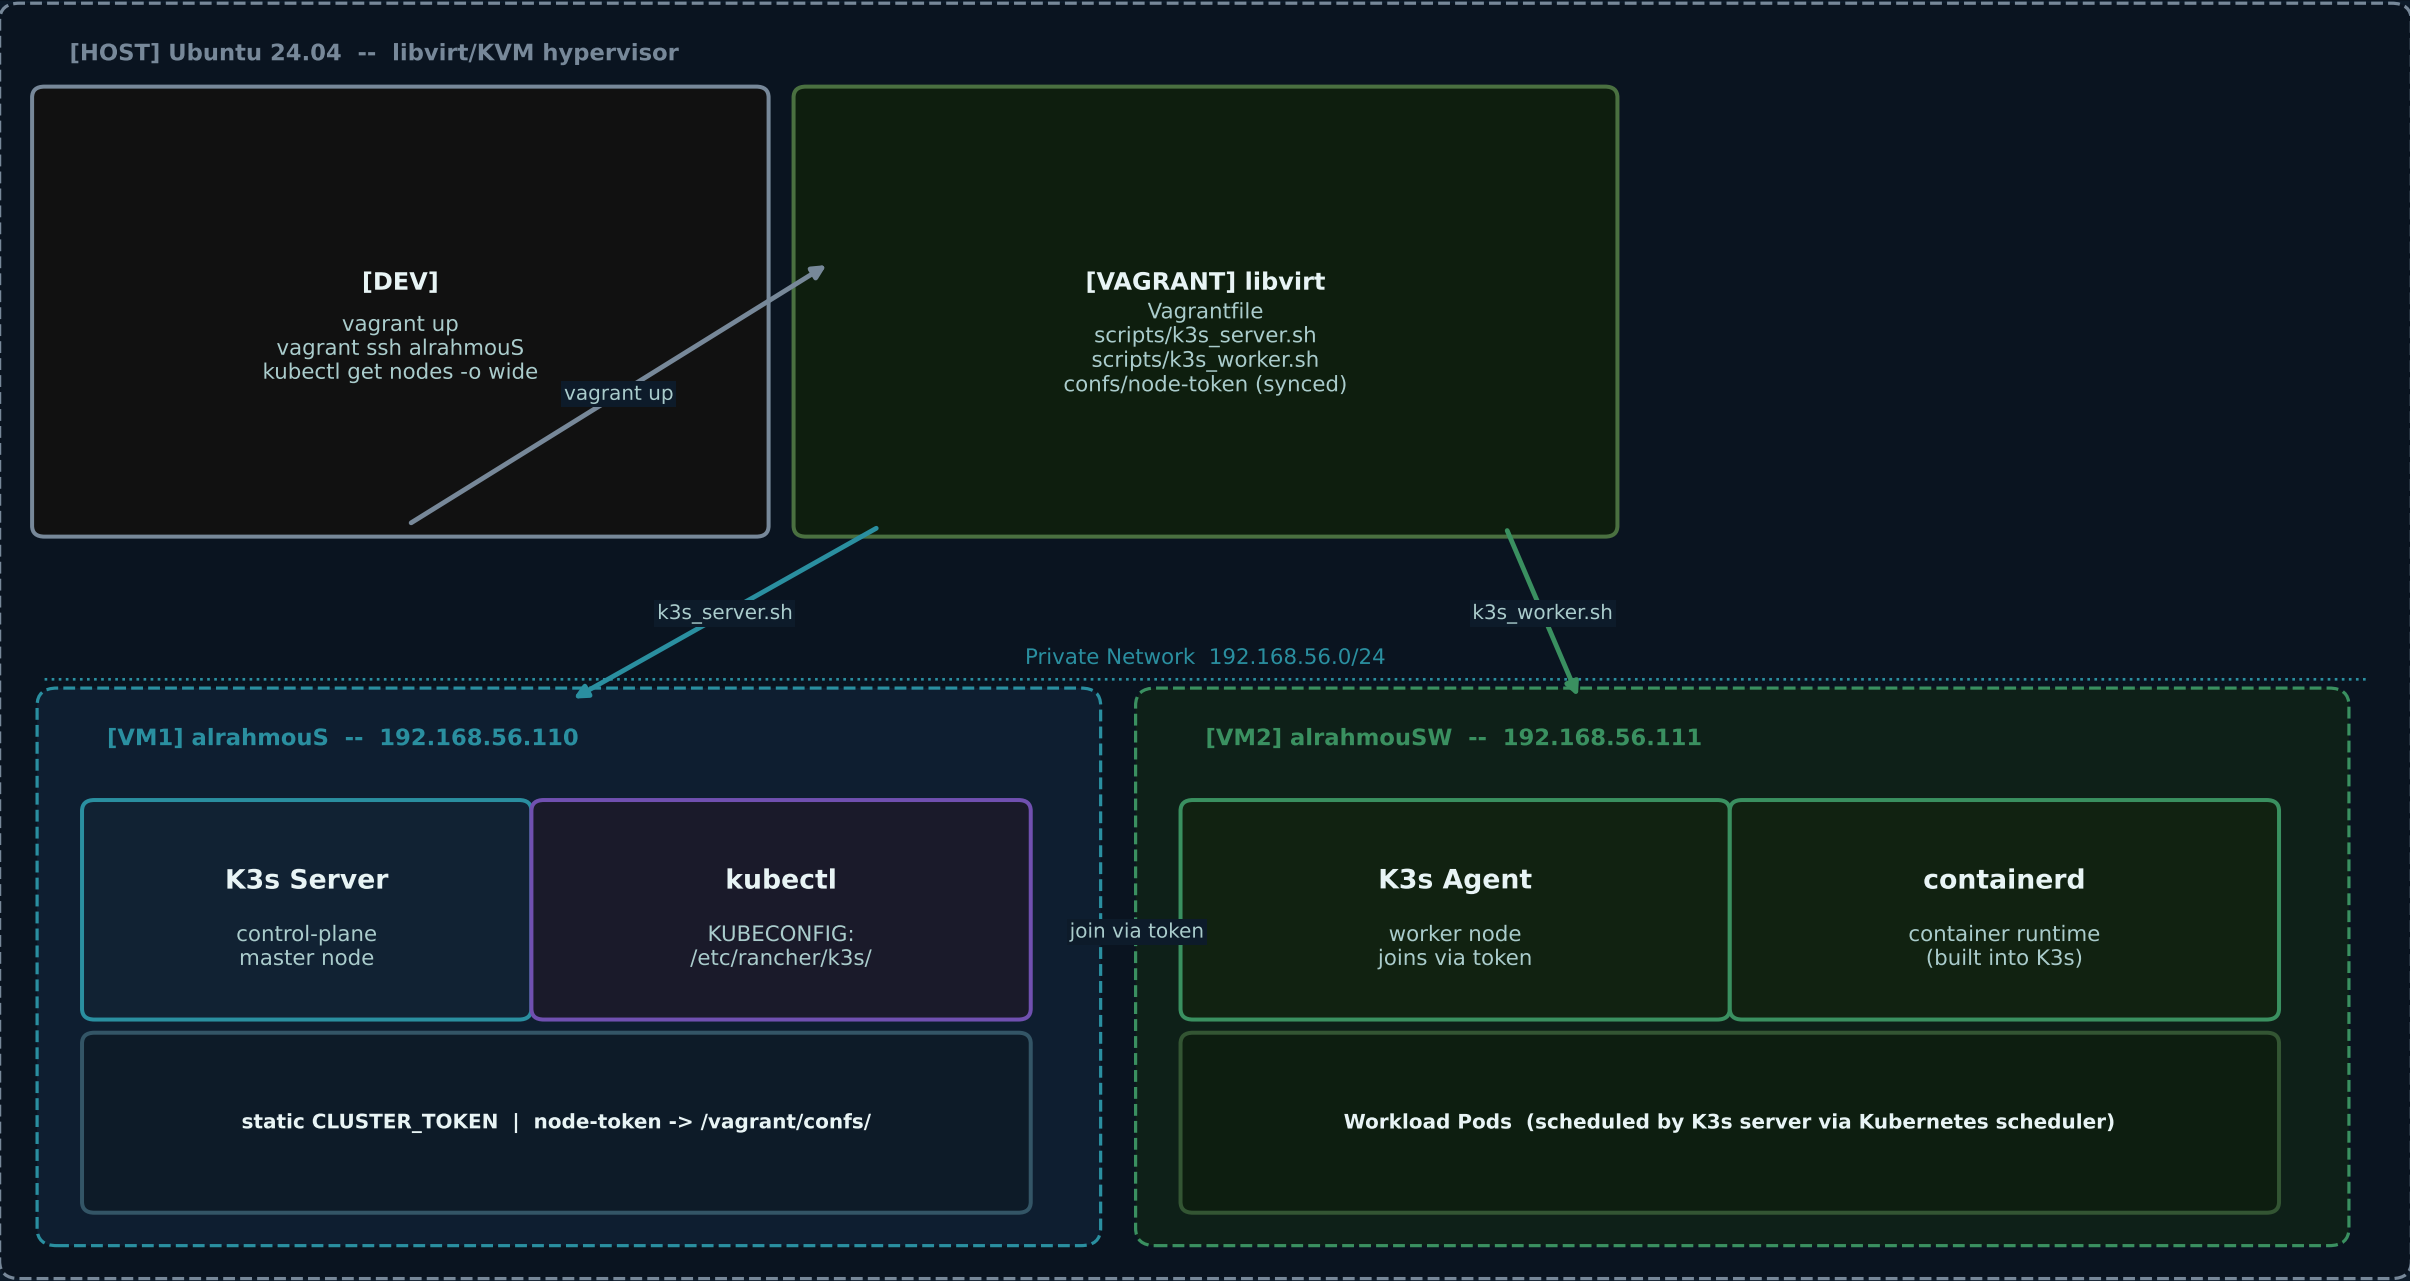 [HOST] Ubuntu 24.04 -- libvirt/KVM hypervisor
[DEV]
vagrant up
vagrant ssh alrahmouS
kubectl get nodes -o wide
vagrant up
[VAGRANT] libvirt
Vagrantfile
scripts/k3s_server.sh
scripts/k3s_worker.sh
confs/node-token (synced)
k3s_server.sh
k3s_worker.sh
Private Network 192.168.56.0/24
[VM1] alrahmouS -- 192.168.56.110
K3s Server
control-plane
master node
kubectl
KUBECONFIG:
/etc/rancher/k3s/
static CLUSTER_TOKEN | node-token -> /vagrant/confs/
join via token
[VM2] alrahmouSW -- 192.168.56.111
K3s Agent
worker node
joins via token
containerd
container runtime
(built into K3s)
Workload Pods (scheduled by K3s server via Kubernetes scheduler)